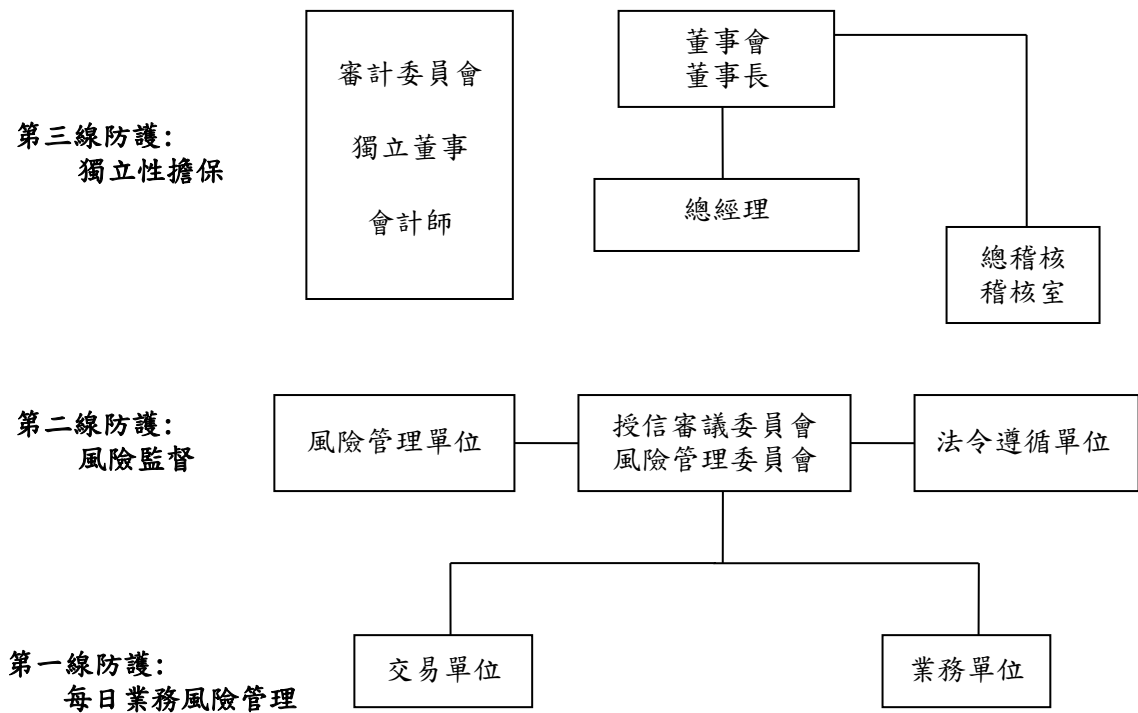 第三線防護:
獨立性擔保
審計委員會
獨立董事
會計師
董事會
董事長
總經理
總稽核
稽核室
第二線防護:
風險監督
風險管理單位
授信審議委員會
風險管理委員會
法令遵循單位
第一線防護:
每日業務風險管理
交易單位
業務單位